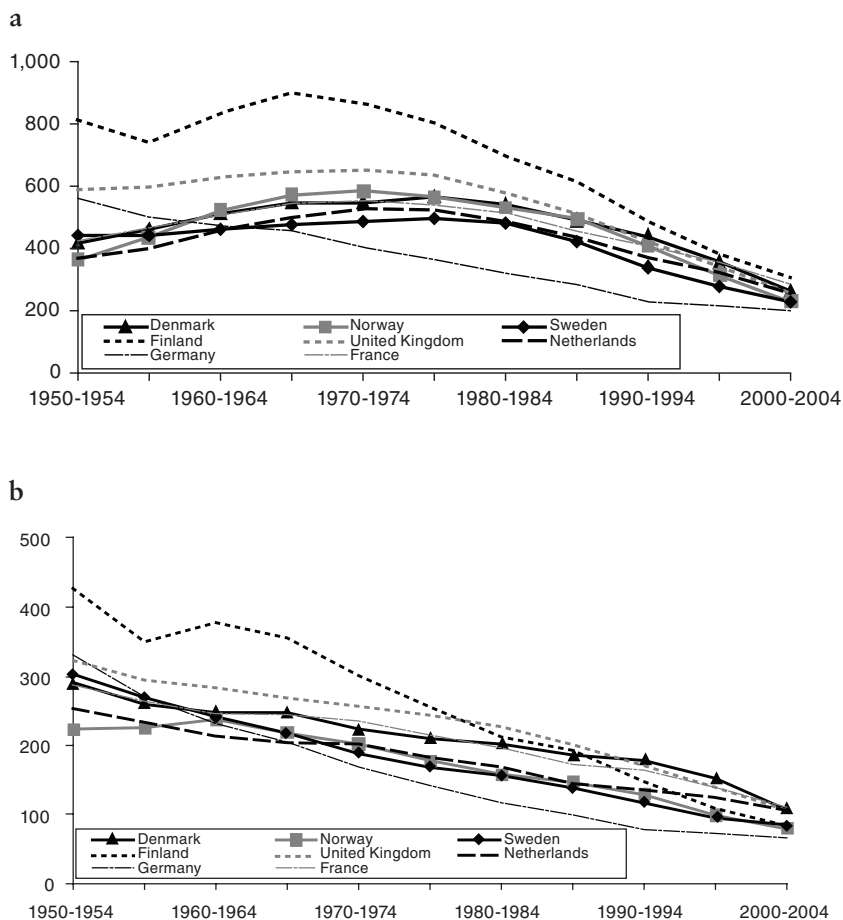 a
1,000
800
600
400
200
0
Denmark Norway Sweden
Finland United Kingdom Netherlands
Germany France
1950-1954 1960-1964 1970-1974 1980-1984 1990-1994 2000-2004
b
500
400
300
200
100
0
Denmark Norway Sweden
Finland United Kingdom Netherlands
Germany France
1950-1954 1960-1964 1970-1974 1980-1984 1990-1994 2000-2004